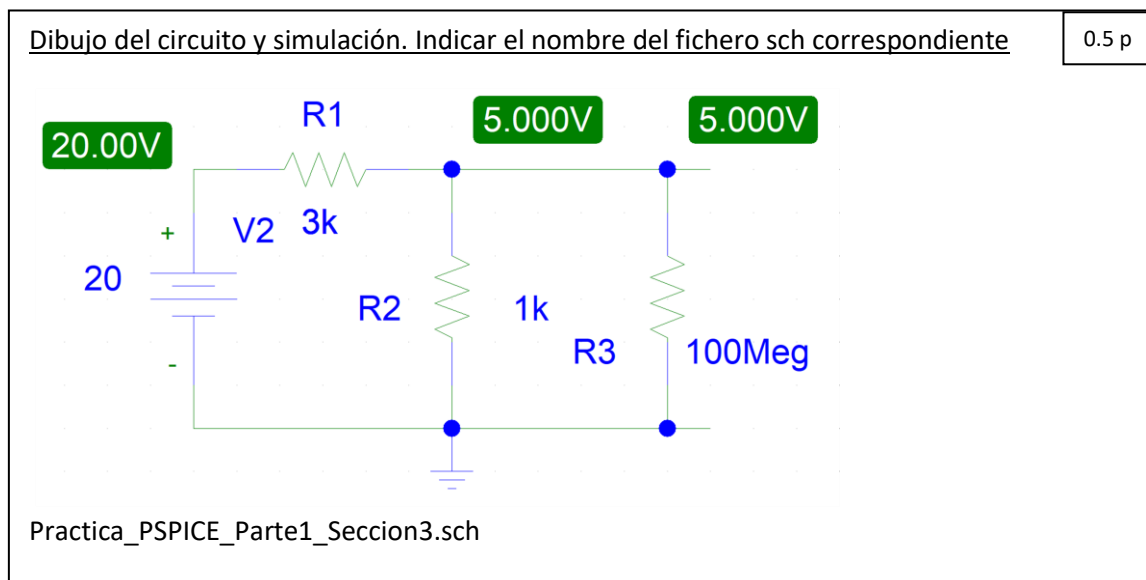 Dibujo del circuito y simulación. Indicar el nombre del fichero sch correspondiente
0.5 p
R1
5.000V
5.000V
20.00V
3k
+
V2
20
R2
1k
R3
100Meg
-
Practica_PSPICE_Parte1_Seccion3.sch